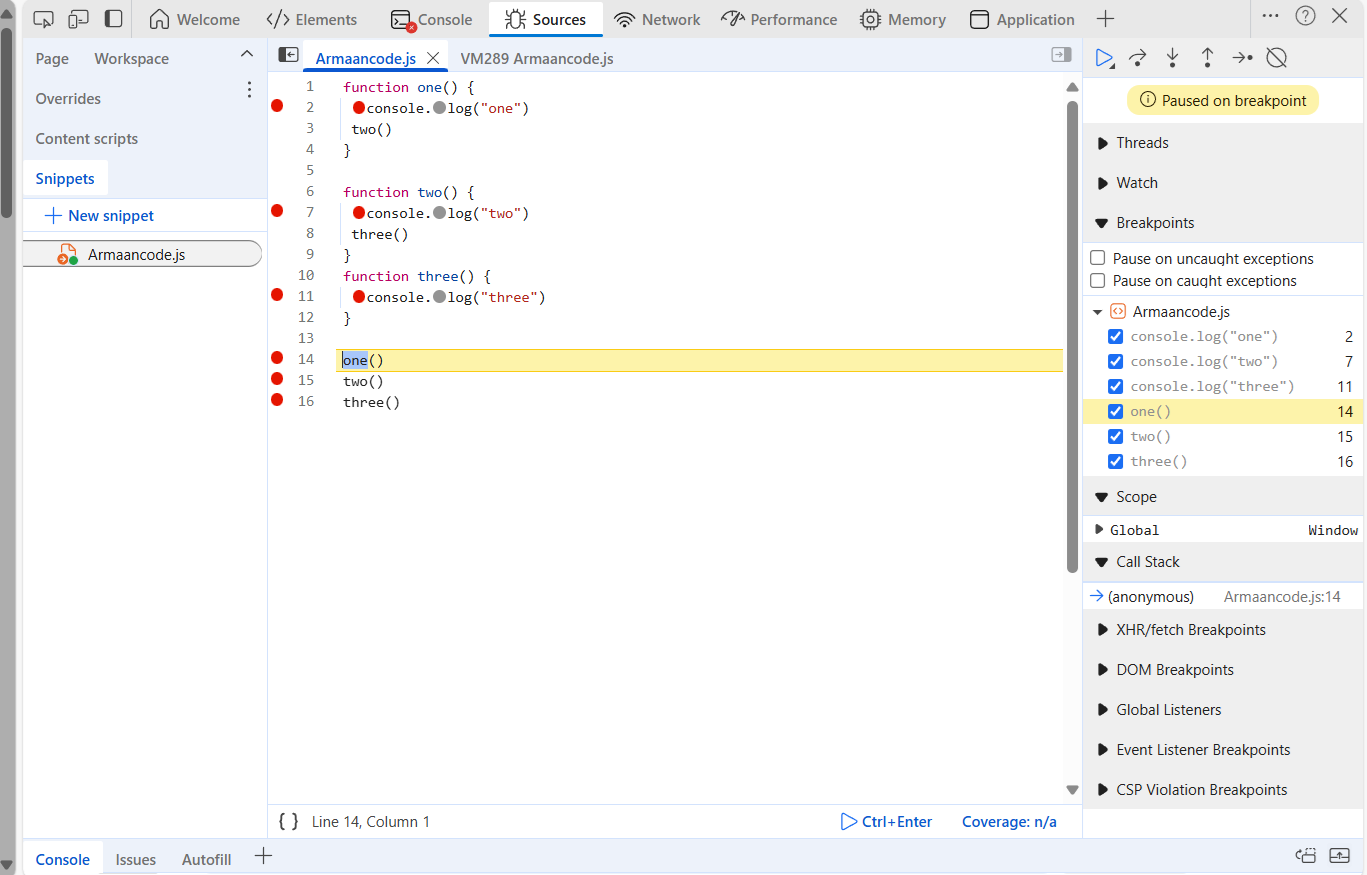 Welcome Elements Console Sources Network Performance Memory Application
Page Workspace
Overrides
Content scripts
Snippets
New snippet
Armaancode.js
Armaancode.js VM289 Armaancode.js
1 function one() {
2 console.log("one")
3 two()
4 }
5
6 function two() {
7 console.log("two")
8 three()
9 }
10 function three() {
11 console.log("three")
12 }
13
14 one()
15 two()
16 three()
{ } Line 14, Column 1 Ctrl+Enter Coverage: n/a
Paused on breakpoint
Threads
Watch
Breakpoints
Pause on uncaught exceptions
Pause on caught exceptions
Armaancode.js
console.log("one") 2
console.log("two") 7
console.log("three") 11
one() 14
two() 15
three() 16
Scope
Global Window
Call Stack
(anonymous) Armaancode.js:14
XHR/fetch Breakpoints
DOM Breakpoints
Global Listeners
Event Listener Breakpoints
CSP Violation Breakpoints
Console Issues Autofill